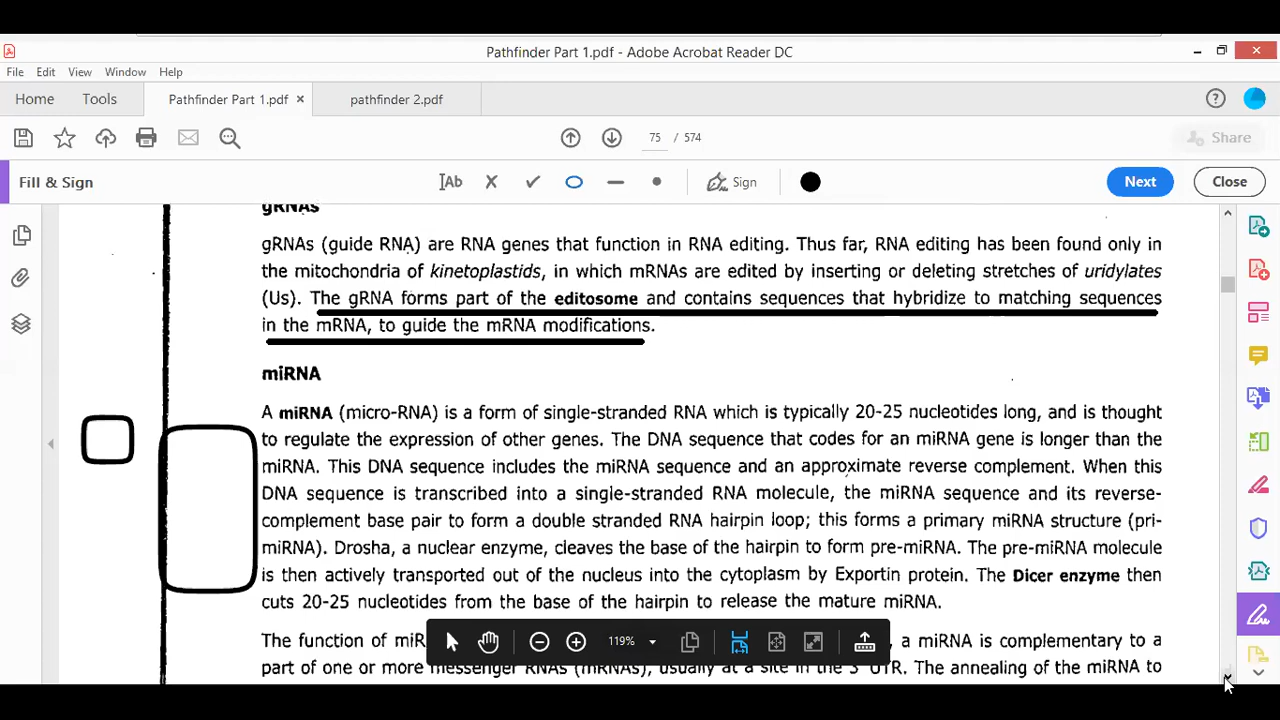 Pathfinder Part 1.pdf - Adobe Acrobat Reader DC
File Edit View Window Help
Home Tools Pathfinder Part 1.pdf × pathfinder 2.pdf
75 / 574
Share
Fill & Sign
Ab
Sign
Next
Close
gRNAs
gRNAs (guide RNA) are RNA genes that function in RNA editing. Thus far, RNA editing has been found only in
the mitochondria of kinetoplastids, in which mRNAs are edited by inserting or deleting stretches of uridylates
(Us). The gRNA forms part of the editosome and contains sequences that hybridize to matching sequences
in the mRNA, to guide the mRNA modifications.
miRNA
A miRNA (micro-RNA) is a form of single-stranded RNA which is typically 20-25 nucleotides long, and is thought
to regulate the expression of other genes. The DNA sequence that codes for an miRNA gene is longer than the
miRNA. This DNA sequence includes the miRNA sequence and an approximate reverse complement. When this
DNA sequence is transcribed into a single-stranded RNA molecule, the miRNA sequence and its reverse-
complement base pair to form a double stranded RNA hairpin loop; this forms a primary miRNA structure (pri-
miRNA). Drosha, a nuclear enzyme, cleaves the base of the hairpin to form pre-miRNA. The pre-miRNA molecule
is then actively transported out of the nucleus into the cytoplasm by Exportin protein. The Dicer enzyme then
cuts 20-25 nucleotides from the base of the hairpin to release the mature miRNA.
119%
The function of a miRNA is complementary to a
part of one or more messenger RNAs (mRNAs), usually at a site in the 3' UTR. The annealing of the miRNA to